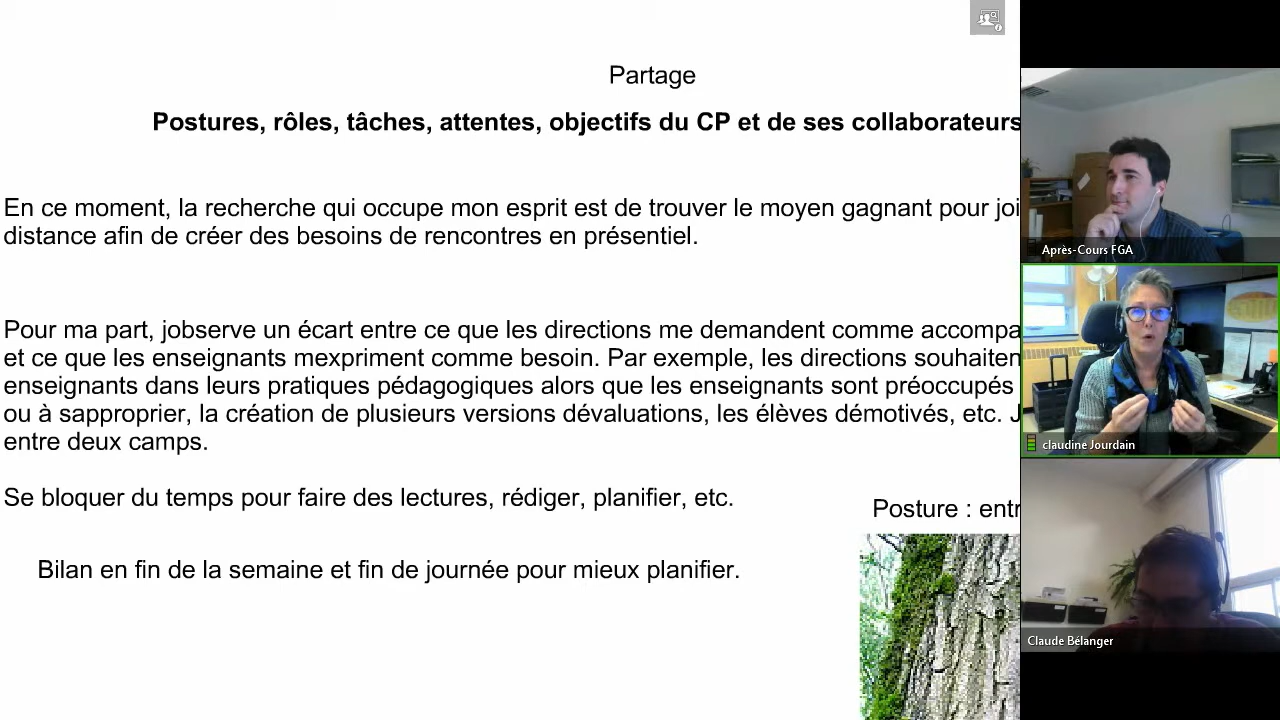 Partage
Postures, rôles, tâches, attentes, objectifs du CP et de ses collaborateurs
En ce moment, la recherche qui occupe mon esprit est de trouver le moyen gagnant pour joi
distance afin de créer des besoins de rencontres en présentiel.
Pour ma part, jobserve un écart entre ce que les directions me demandent comme accompa
et ce que les enseignants mexpriment comme besoin. Par exemple, les directions souhaiten
enseignants dans leurs pratiques pédagogiques alors que les enseignants sont préoccupés
ou à sapproprier, la création de plusieurs versions dévaluations, les élèves démotivés, etc. J
entre deux camps.
Se bloquer du temps pour faire des lectures, rédiger, planifier, etc.
Posture : entr
Bilan en fin de la semaine et fin de journée pour mieux planifier.
Après-Cours FGA
claudine Jourdain
Claude Bélanger